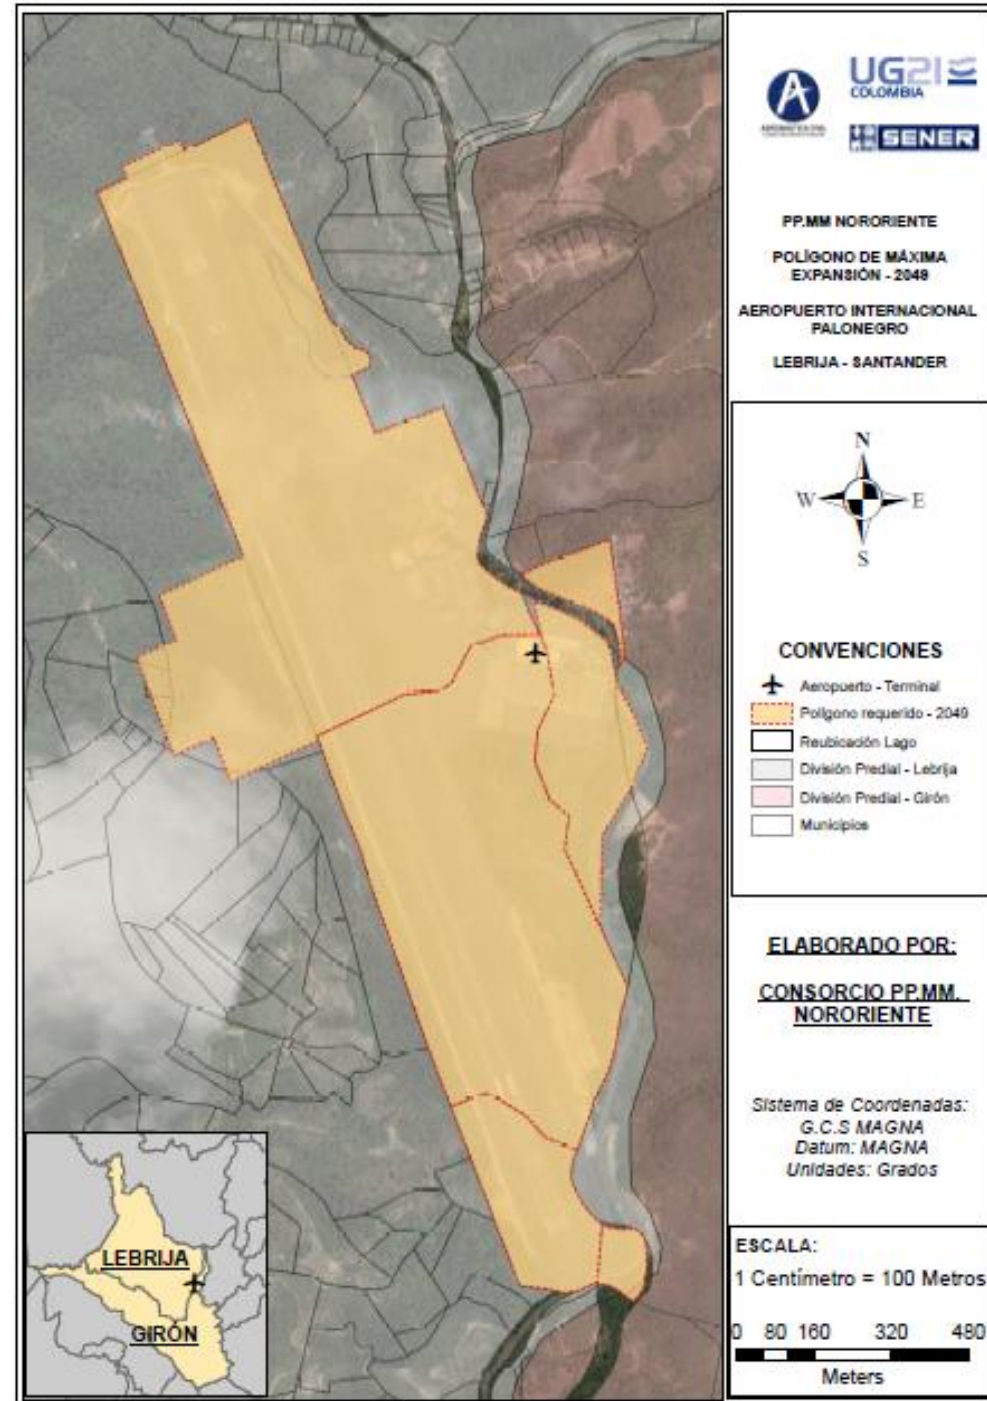 UG21
COLOMBIA
AERONÁUTICA CIVIL
SENER
PP.MM NORORIENTE
POLÍGONO DE MÁXIMA
EXPANSIÓN - 2049
AEROPUERTO INTERNACIONAL
PALONEGRO
LEBRIJA - SANTANDER
N
W
E
S
CONVENCIONES
Aeropuerto - Terminal
Polígono requerido - 2049
Reubicación Lago
División Predial - Lebrija
División Predial - Girón
Municipios
ELABORADO POR:
CONSORCIO PP.MM.
NORORIENTE
Sistema de Coordenadas:
G.C.S MAGNA
Datum: MAGNA
Unidades: Grados
ESCALA:
1 Centímetro = 100 Metros
0 80 160 320 480
Meters
LEBRIJA
GIRÓN